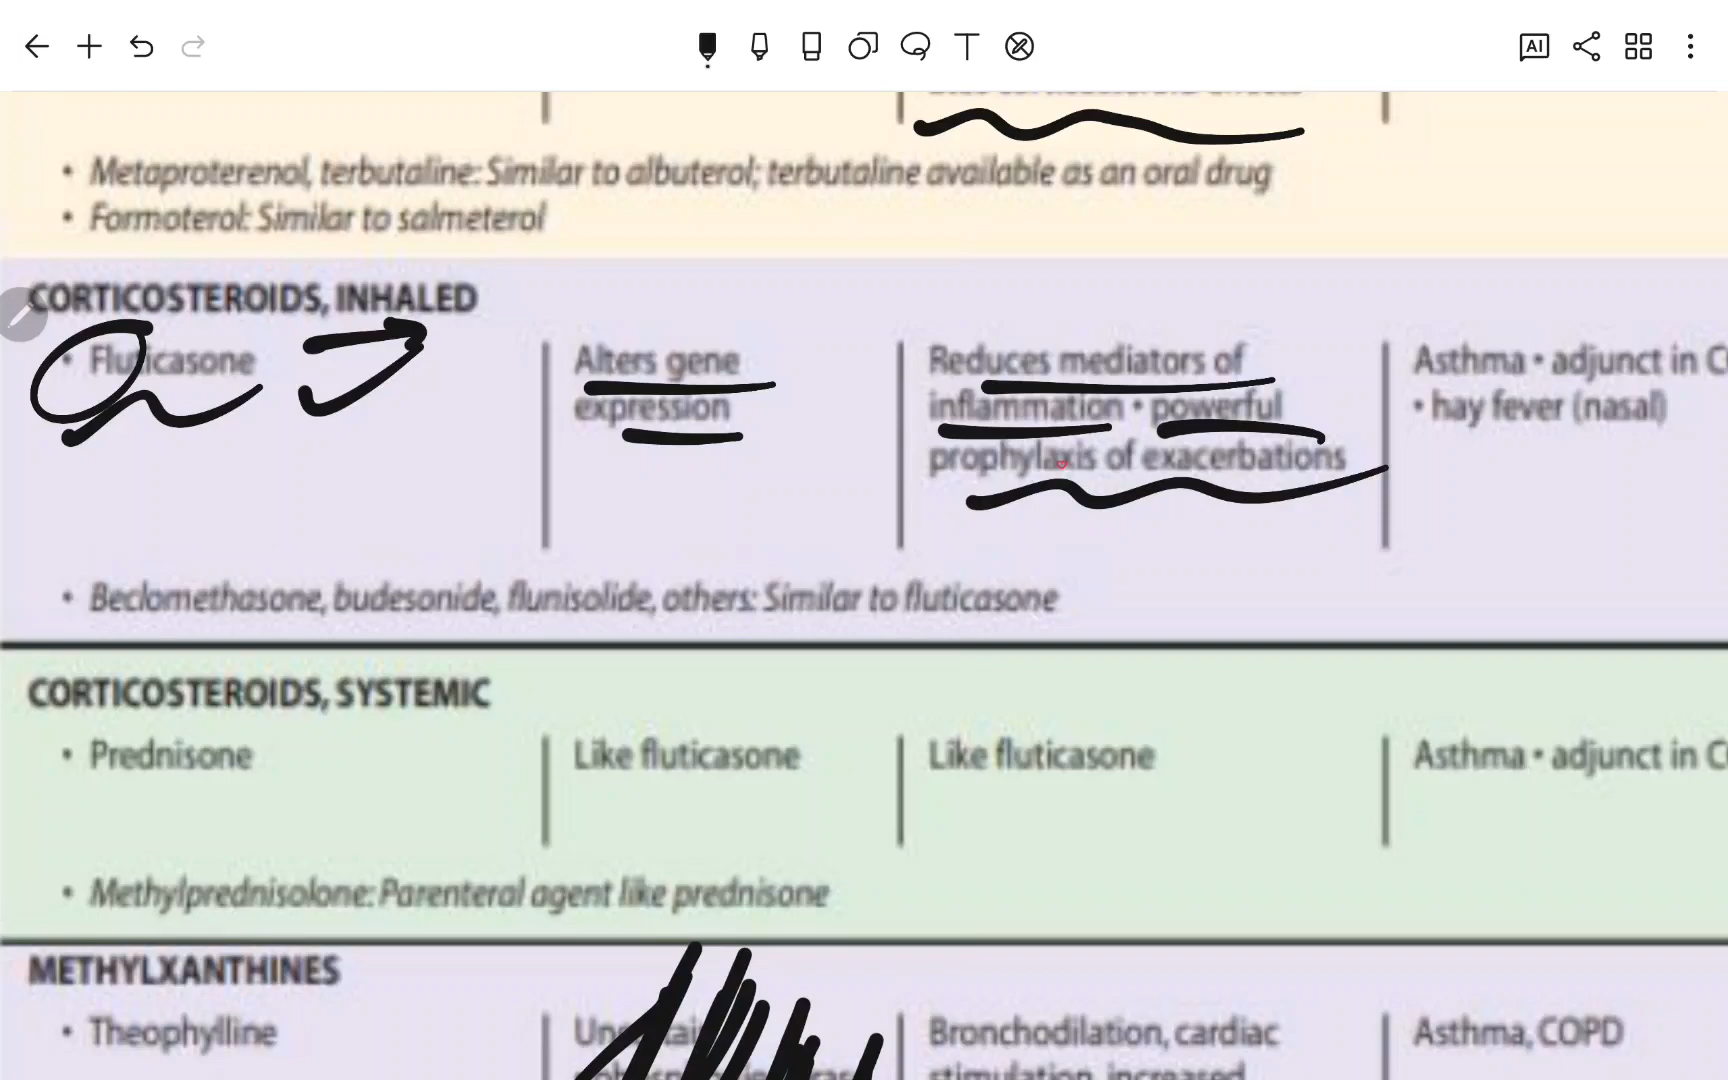 AI
• Metaproterenol, terbutaline: Similar to albuterol; terbutaline available as an oral drug
• Formoterol: Similar to salmeterol
CORTICOSTEROIDS, INHALED
• Fluticasone
Alters gene
expression
Reduces mediators of
inflammation • powerful
prophylaxis of exacerbations
Asthma • adjunct in
• hay fever (nasal)
• Beclomethasone, budesonide, flunisolide, others: Similar to fluticasone
CORTICOSTEROIDS, SYSTEMIC
• Prednisone
Like fluticasone
Like fluticasone
Asthma • adjunct in
• Methylprednisolone: Parenteral agent like prednisone
METHYLXANTHINES
• Theophylline
Bronchodilation, cardiac
stimulation, increased
Asthma, COPD